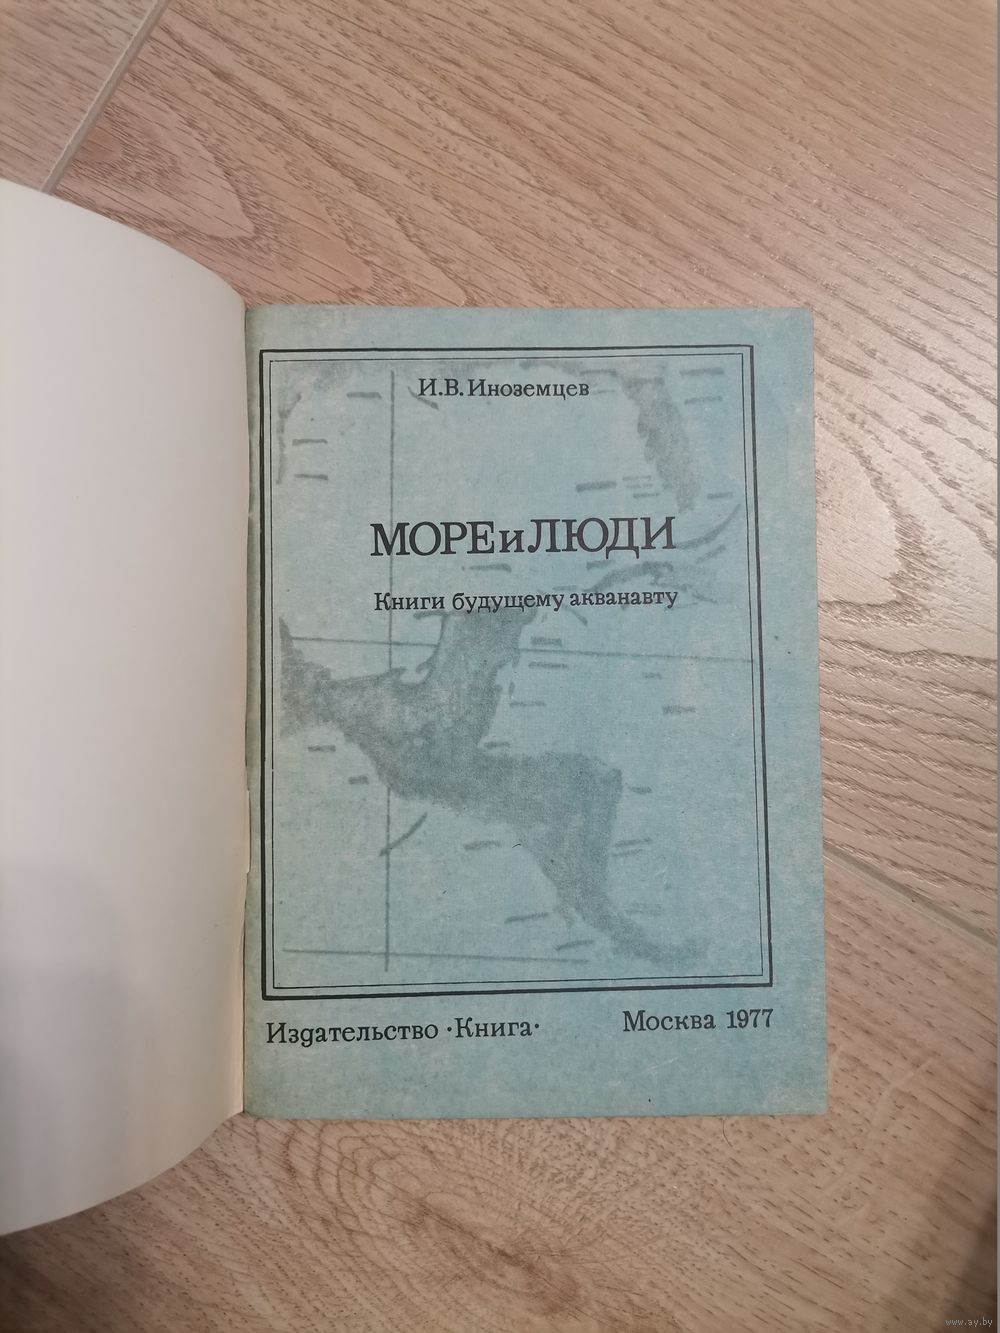 И.В. Иноземцев
МОРЕ и ЛЮДИ
Книги будущему акванавту
Издательство ·Книга· Москва 1977
www.ay.by